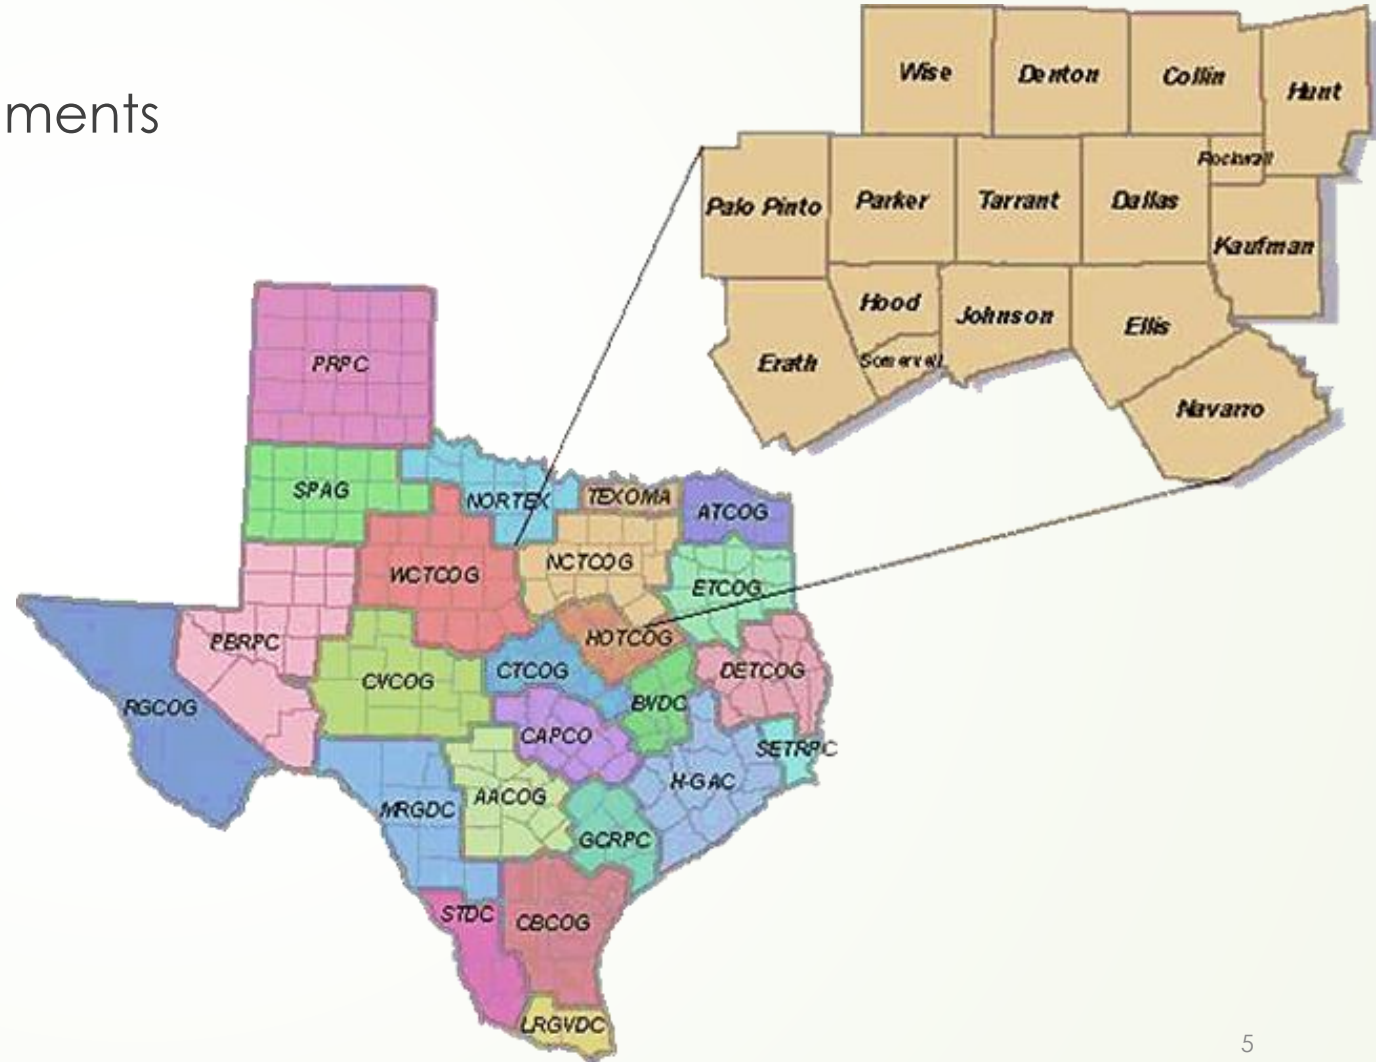 ments
Wise
Denton
Collin
Hunt
Rockwall
Palo Pinto
Parker
Tarrant
Dallas
Kaufman
Hood
Johnson
Ellis
Erath
Somervell
Navarro
PRPC
SPAG
NORTEX
TEXOMA
ATCOG
WCTCOG
NCTCOG
ETCOG
PBRPC
HOTCOG
CVCOG
CTCOG
DETCOG
RGCOG
BVDC
CAPCO
SETRPC
H-GAC
MRGDC
AACOG
GCRPC
STDC
CBCOG
LRGVDC
5